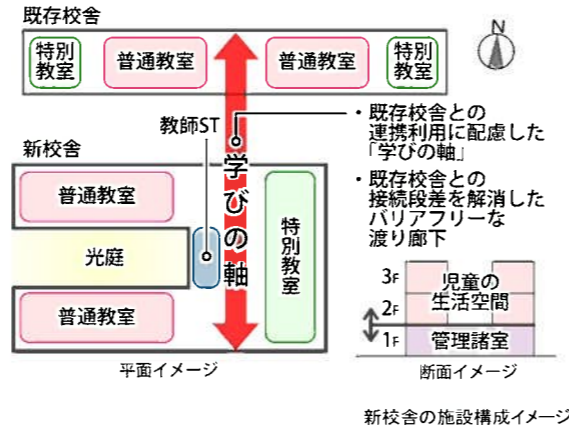 既存校舎
N
特別
教室
普通教室
普通教室
特別
教室
教師ST
新校舎
普通教室
学びの軸
特別教室
光庭
普通教室
平面イメージ
・既存校舎との
連携利用に配慮した
「学びの軸」
・既存校舎との
接続段差を解消した
バリアフリーな
渡り廊下
3F
児童の
生活空間
2F
1F
管理諸室
断面イメージ
新校舎の施設構成イメージ